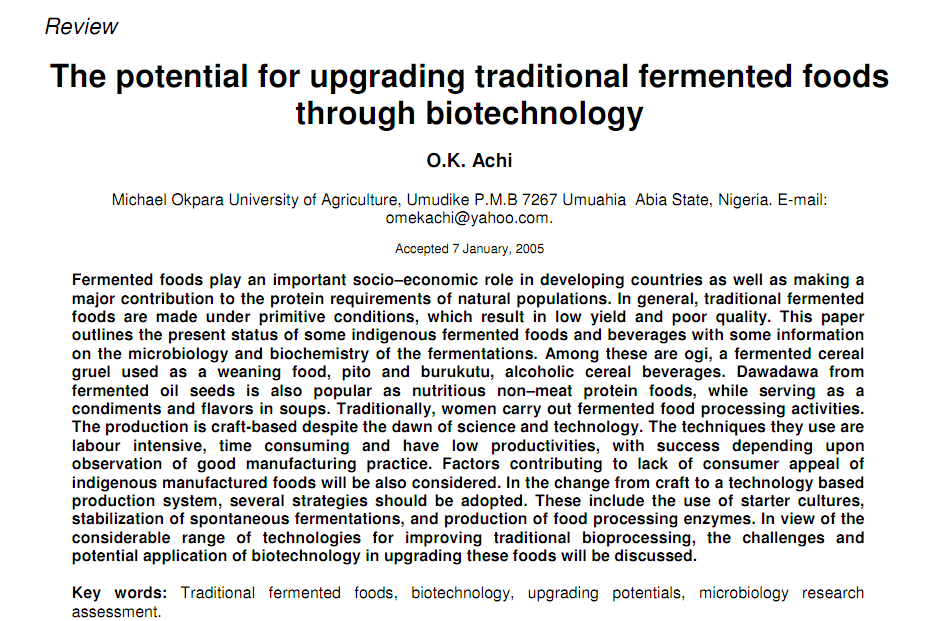 Review
The potential for upgrading traditional fermented foods
through biotechnology
O.K. Achi
Michael Okpara University of Agriculture, Umudike P.M.B 7267 Umuahia Abia State, Nigeria. E-mail:
omekachi@yahoo.com.
Accepted 7 January, 2005
Fermented foods play an important socio–economic role in developing countries as well as making a
major contribution to the protein requirements of natural populations. In general, traditional fermented
foods are made under primitive conditions, which result in low yield and poor quality. This paper
outlines the present status of some indigenous fermented foods and beverages with some information
on the microbiology and biochemistry of the fermentations. Among these are ogi, a fermented cereal
gruel used as a weaning food, pito and burukutu, alcoholic cereal beverages. Dawadawa from
fermented oil seeds is also popular as nutritious non–meat protein foods, while serving as a
condiments and flavors in soups. Traditionally, women carry out fermented food processing activities.
The production is craft-based despite the dawn of science and technology. The techniques they use are
labour intensive, time consuming and have low productivities, with success depending upon
observation of good manufacturing practice. Factors contributing to lack of consumer appeal of
indigenous manufactured foods will be also considered. In the change from craft to a technology based
production system, several strategies should be adopted. These include the use of starter cultures,
stabilization of spontaneous fermentations, and production of food processing enzymes. In view of the
considerable range of technologies for improving traditional bioprocessing, the challenges and
potential application of biotechnology in upgrading these foods will be discussed.
Key words: Traditional fermented foods, biotechnology, upgrading potentials, microbiology research
assessment.